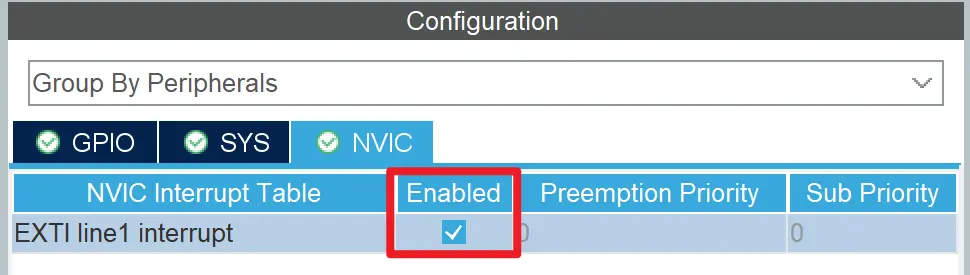 Configuration
Group By Peripherals
GPIO SYS NVIC
NVIC Interrupt Table Enabled Preemption Priority Sub Priority
EXTI line1 interrupt 0 0